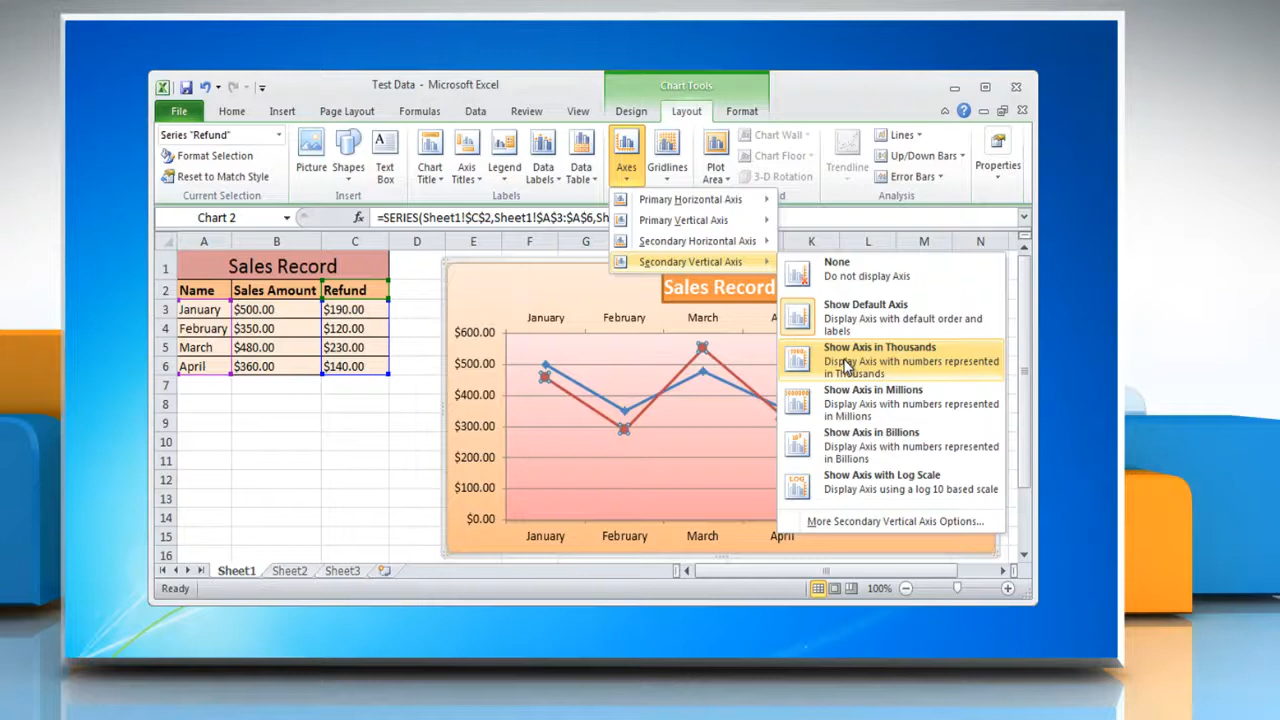 Test Data - Microsoft Excel
Chart Tools
File Home Insert Page Layout Formulas Data Review View Design Layout Format
Series "Refund"
Format Selection
Reset to Match Style
Current Selection
Picture
Shapes
Text
Box
Insert
Chart
Title
Axis
Titles
Legend
Data
Labels
Data
Table
Labels
Axes
Gridlines
Plot
Area
Chart Wall
Chart Floor
3-D Rotation
Trendline
Lines
Up/Down Bars
Error Bars
Analysis
Properties
Primary Horizontal Axis
Primary Vertical Axis
Secondary Horizontal Axis
Secondary Vertical Axis
None
Do not display Axis
Show Default Axis
Display Axis with default order and
labels
Show Axis in Thousands
Display Axis with numbers represented
in Thousands
Show Axis in Millions
Display Axis with numbers represented
in Millions
Show Axis in Billions
Display Axis with numbers represented
in Billions
Show Axis with Log Scale
Display Axis using a log 10 based scale
More Secondary Vertical Axis Options...
Chart 2 fx =SERIES(Sheet1!$C$2,Sheet1!$A$3:$A$6,Sh
A B C D E F G K L M N
1 Sales Record
2 Name Sales Amount Refund
3 January $500.00 $190.00
4 February $350.00 $120.00
5 March $480.00 $230.00
6 April $360.00 $140.00
7
8
9
10
11
12
13
14
15
16
Sales Record
January February March A
$600.00
$500.00
$400.00
$300.00
$200.00
$100.00
$0.00
January February March April
Sheet1 Sheet2 Sheet3
Ready 100%